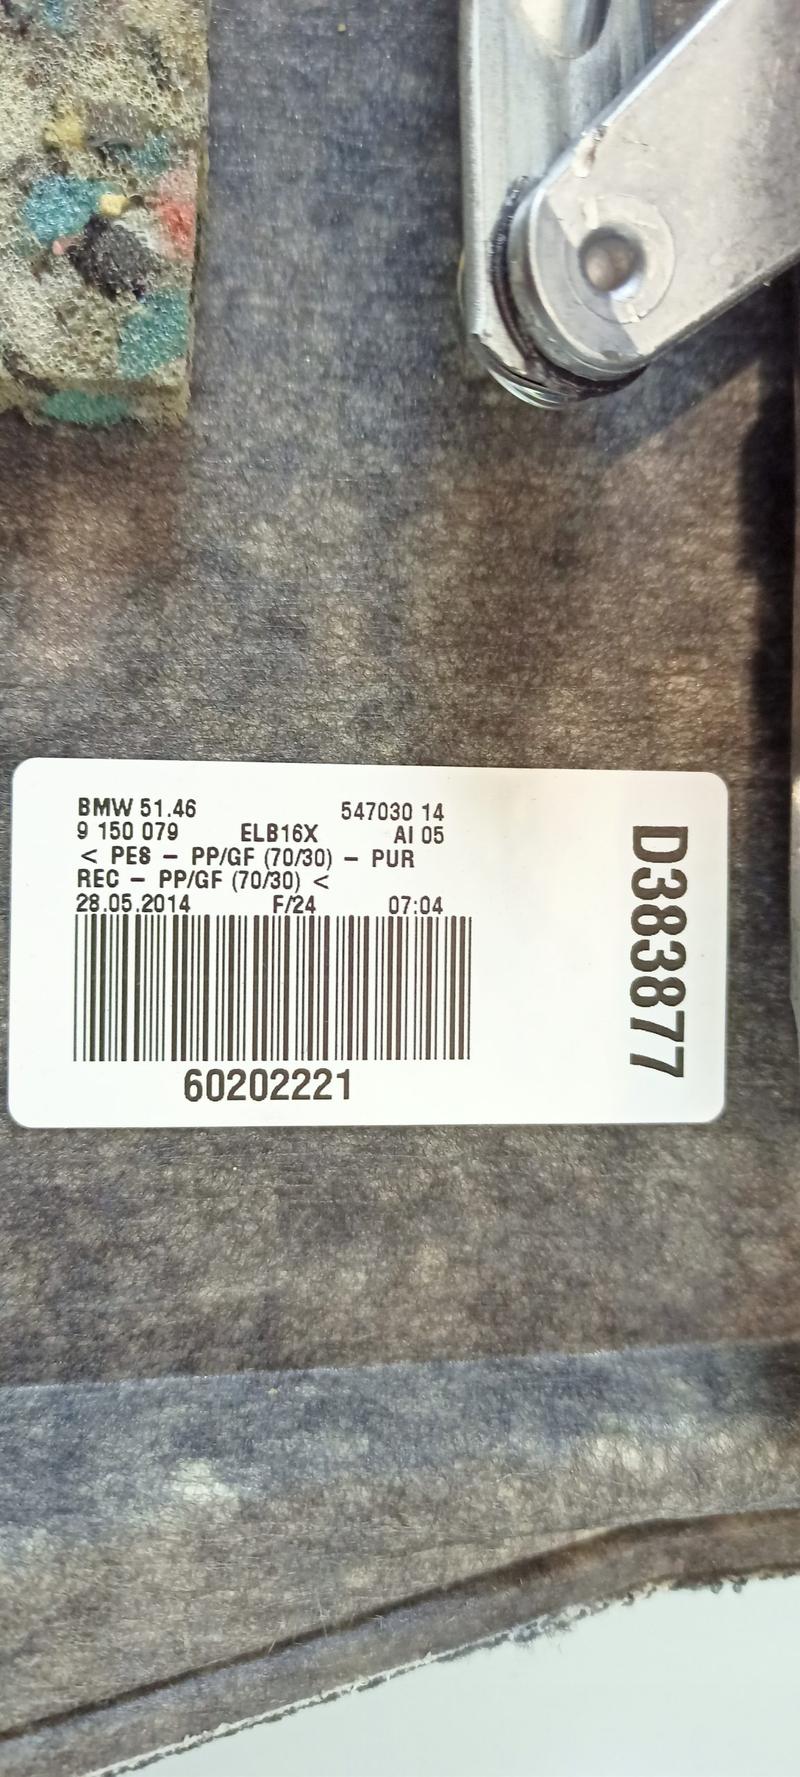 BMW 51.46 547030 14
9 150 079 ELB16X AI 05
< PES - PP/GF (70/30) - PUR
REC - PP/GF (70/30) <
28.05.2014 F/24 07:04
60202221
D383877